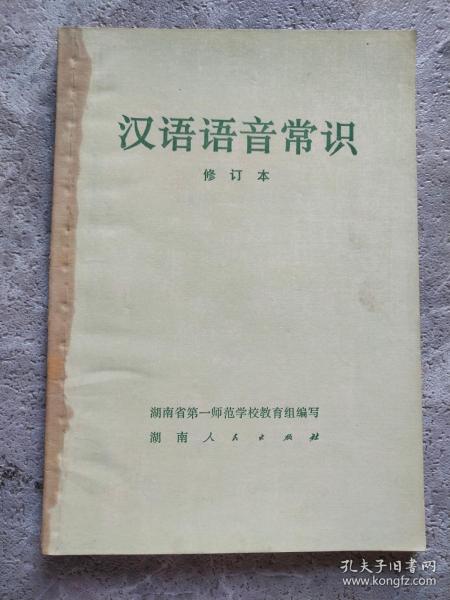 汉语语音常识
修订本
湖南省第一师范学校教育组编写
湖南人民出版社
孔夫子旧书网
www.kongfz.com